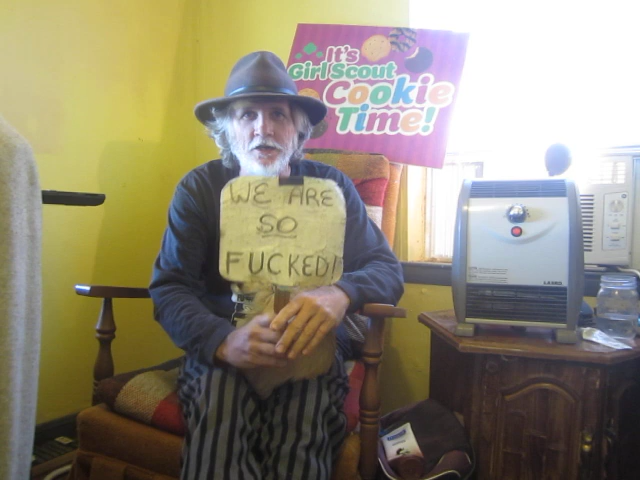 It's
Girl Scout
Cookie
Time!
WE ARE
SO
FUCKED!
LASKO